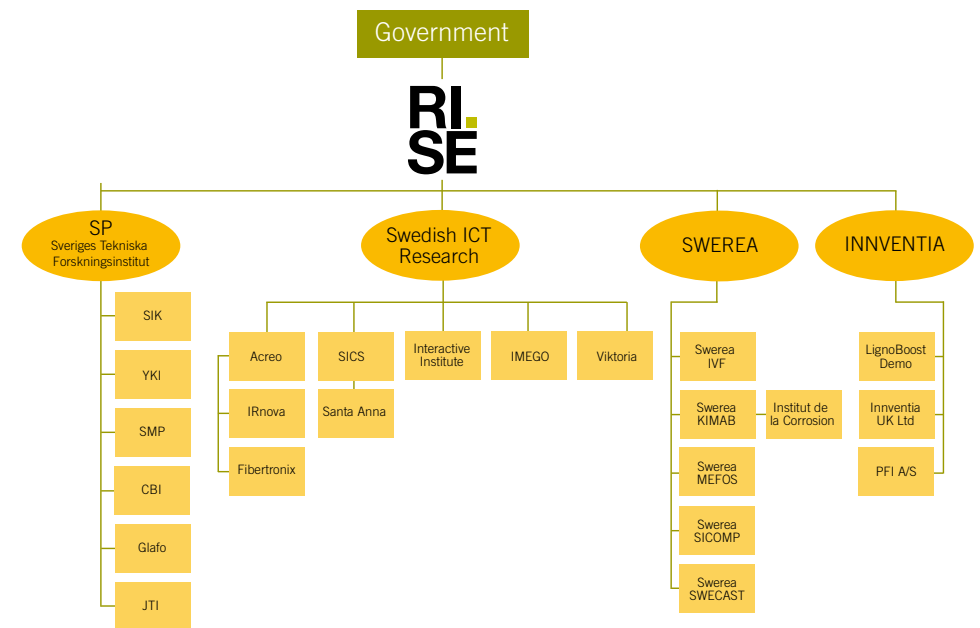 Government
RI.
SE
SP
Sveriges Tekniska
Forskningsinstitut
Swedish ICT
Research
SWEREA
INNVENTIA
SIK
YKI
SMP
CBI
Glafo
JTI
Acreo
IRnova
Fibertronix
SICS
Santa Anna
Interactive
Institute
IMEGO
Viktoria
Swerea
IVF
Swerea
KIMAB
Institut de
la Corrosion
Swerea
MEFOS
Swerea
SICOMP
Swerea
SWECAST
LignoBoost
Demo
Innventia
UK Ltd
PFI A/S